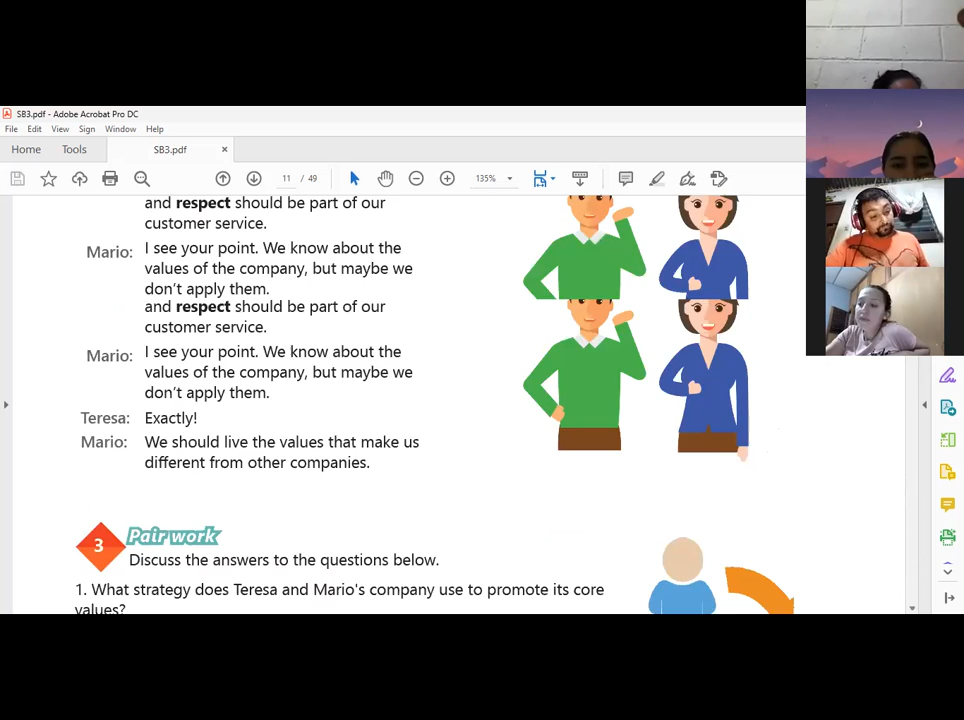 SB3.pdf - Adobe Acrobat Pro DC
File Edit View Sign Window Help
Home Tools SB3.pdf ×
11 / 49 135%
and respect should be part of our
customer service.
Mario: I see your point. We know about the
values of the company, but maybe we
don't apply them.
and respect should be part of our
customer service.
Mario: I see your point. We know about the
values of the company, but maybe we
don't apply them.
Teresa: Exactly!
Mario: We should live the values that make us
different from other companies.
3 Pair work
Discuss the answers to the questions below.
1. What strategy does Teresa and Mario's company use to promote its core
values?